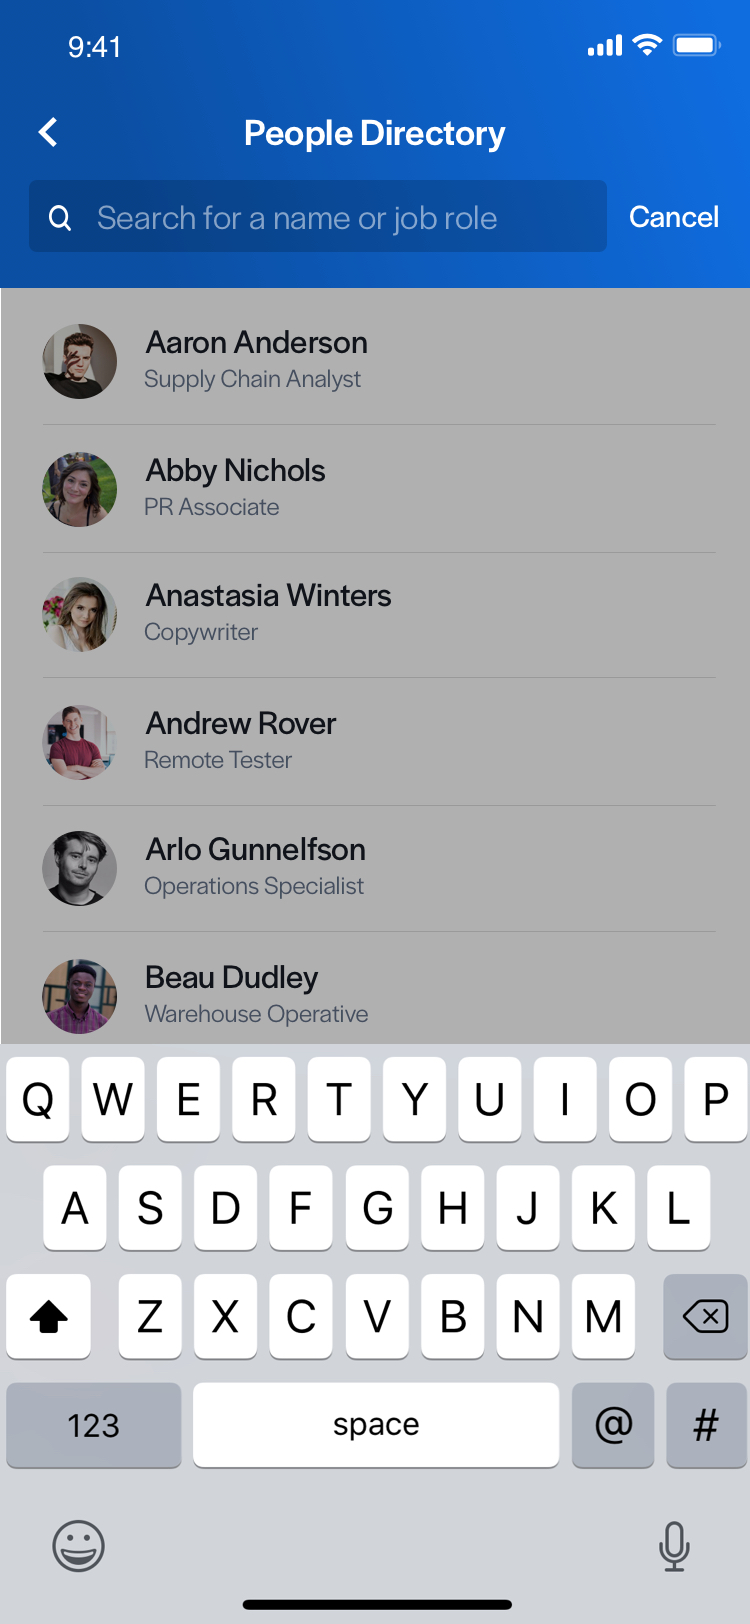 9:41
People Directory
Search for a name or job role
Cancel
Aaron Anderson
Supply Chain Analyst
Abby Nichols
PR Associate
Anastasia Winters
Copywriter
Andrew Rover
Remote Tester
Arlo Gunnelfson
Operations Specialist
Beau Dudley
Warehouse Operative
Q W E R T Y U I O P
A S D F G H J K L
Z X C V B N M
123 space @ #